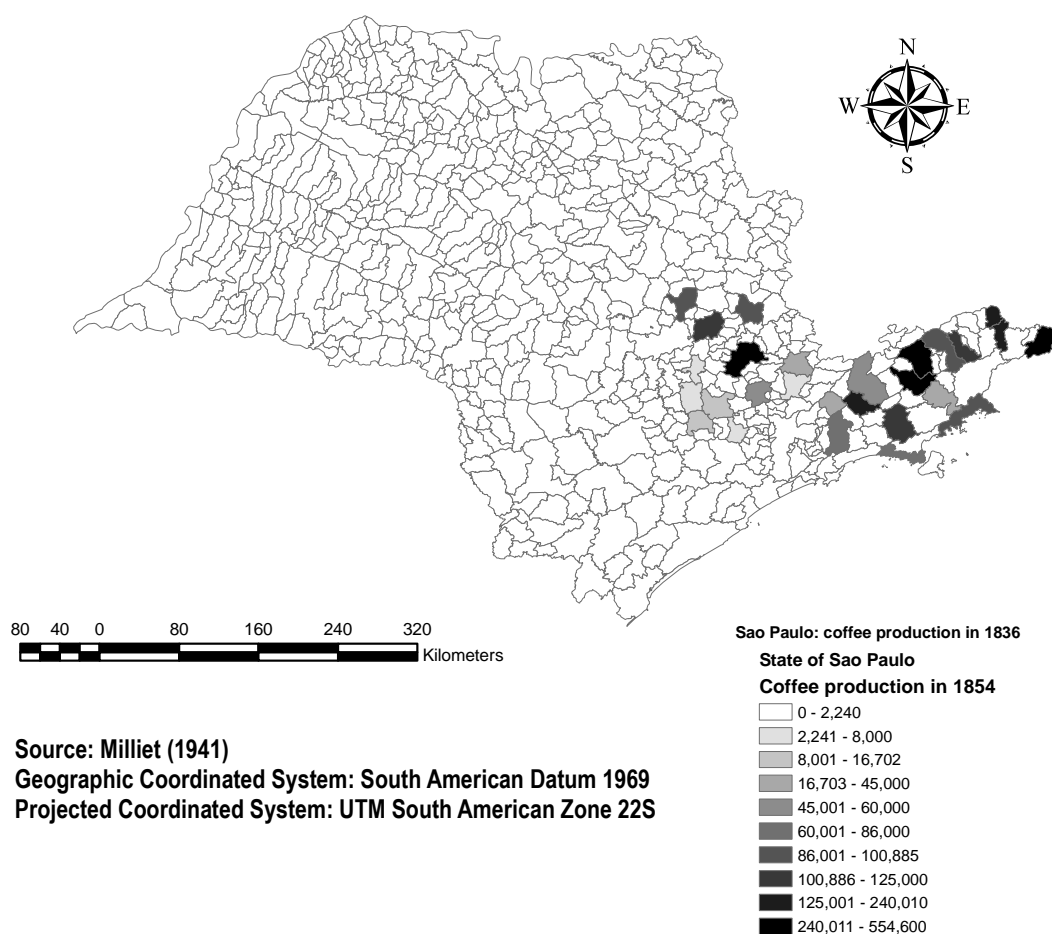 N
W E
S
80 40 0 80 160 240 320
Kilometers
Sao Paulo: coffee production in 1836
State of Sao Paulo
Coffee production in 1854
0 - 2,240
2,241 - 8,000
8,001 - 16,702
16,703 - 45,000
45,001 - 60,000
60,001 - 86,000
86,001 - 100,885
100,886 - 125,000
125,001 - 240,010
240,011 - 554,600
Source: Milliet (1941)
Geographic Coordinated System: South American Datum 1969
Projected Coordinated System: UTM South American Zone 22S